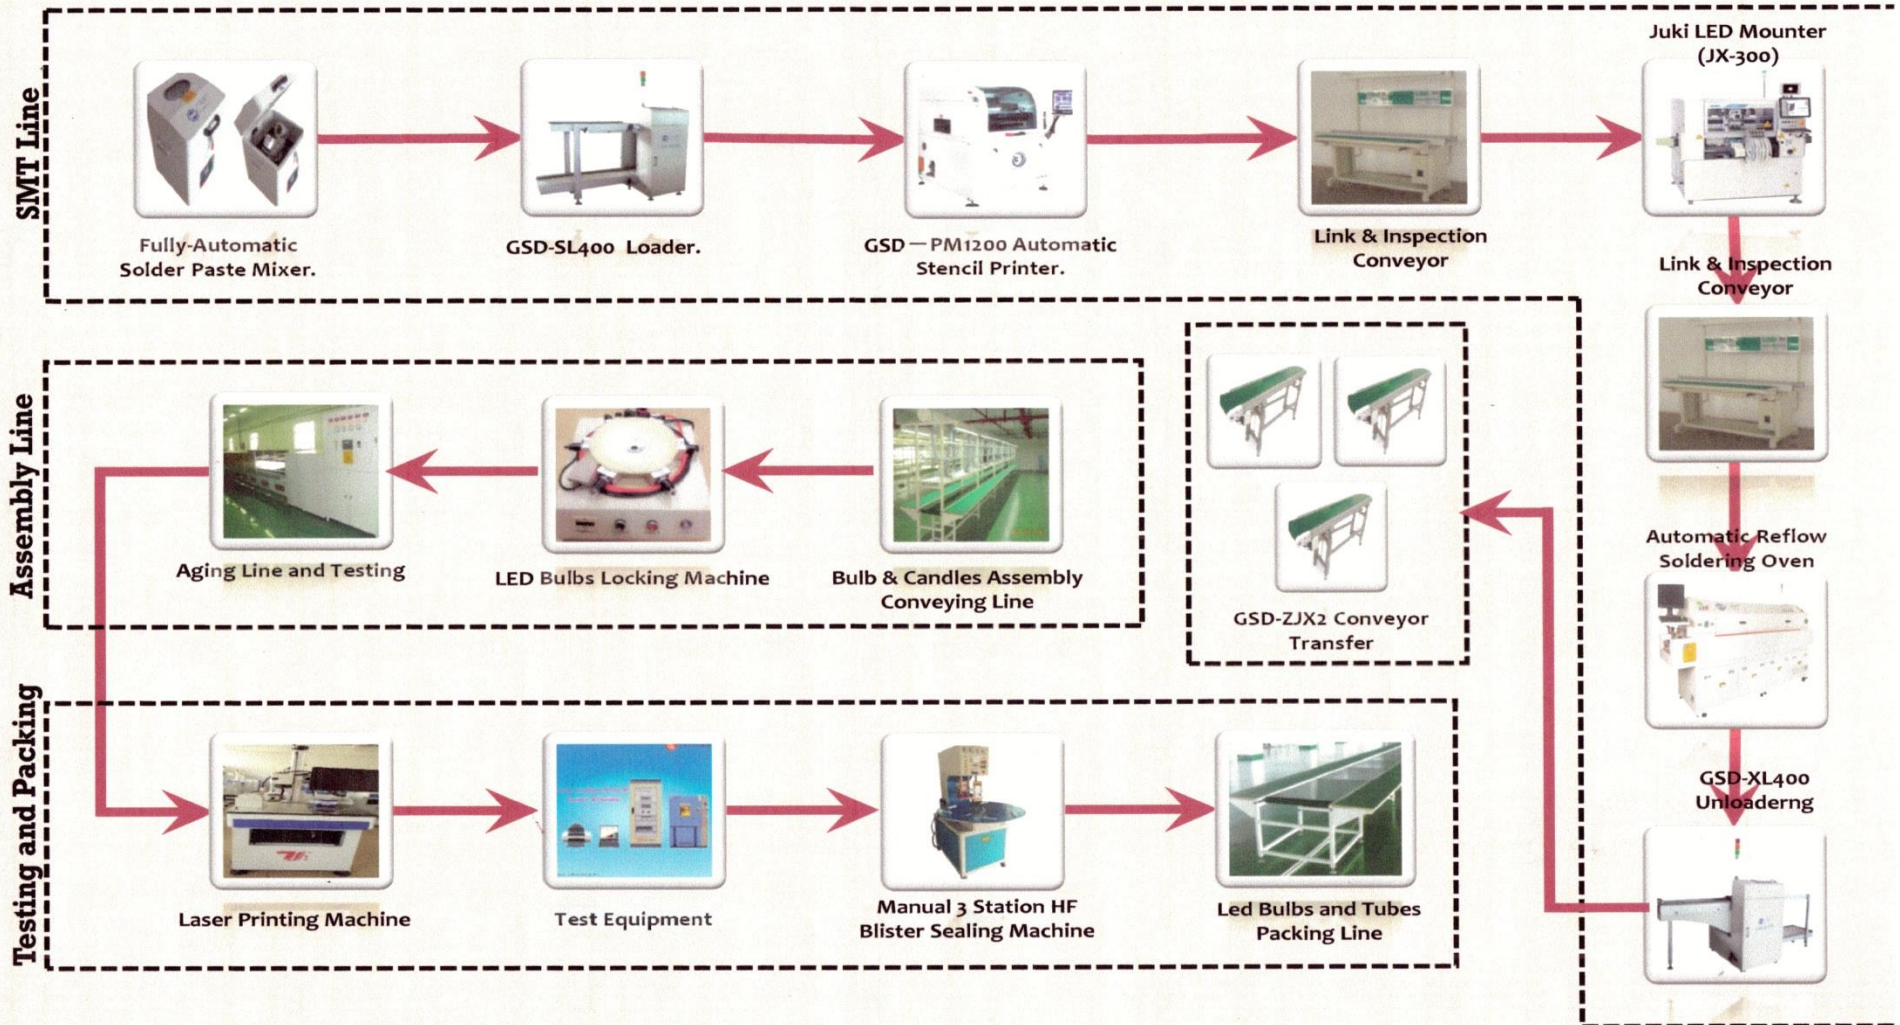 SMT Line
Fully-Automatic
Solder Paste Mixer.
GSD-SL400 Loader.
GSD—PM1200 Automatic
Stencil Printer.
Link & Inspection
Conveyor
Juki LED Mounter
(JX-300)
Link & Inspection
Conveyor
Automatic Reflow
Soldering Oven
GSD-XL400
Unloaderng
GSD-ZJX2 Conveyor
Transfer
Assembly Line
Bulb & Candles Assembly
Conveying Line
LED Bulbs Locking Machine
Aging Line and Testing
Testing and Packing
Laser Printing Machine
Test Equipment
Manual 3 Station HF
Blister Sealing Machine
Led Bulbs and Tubes
Packing Line